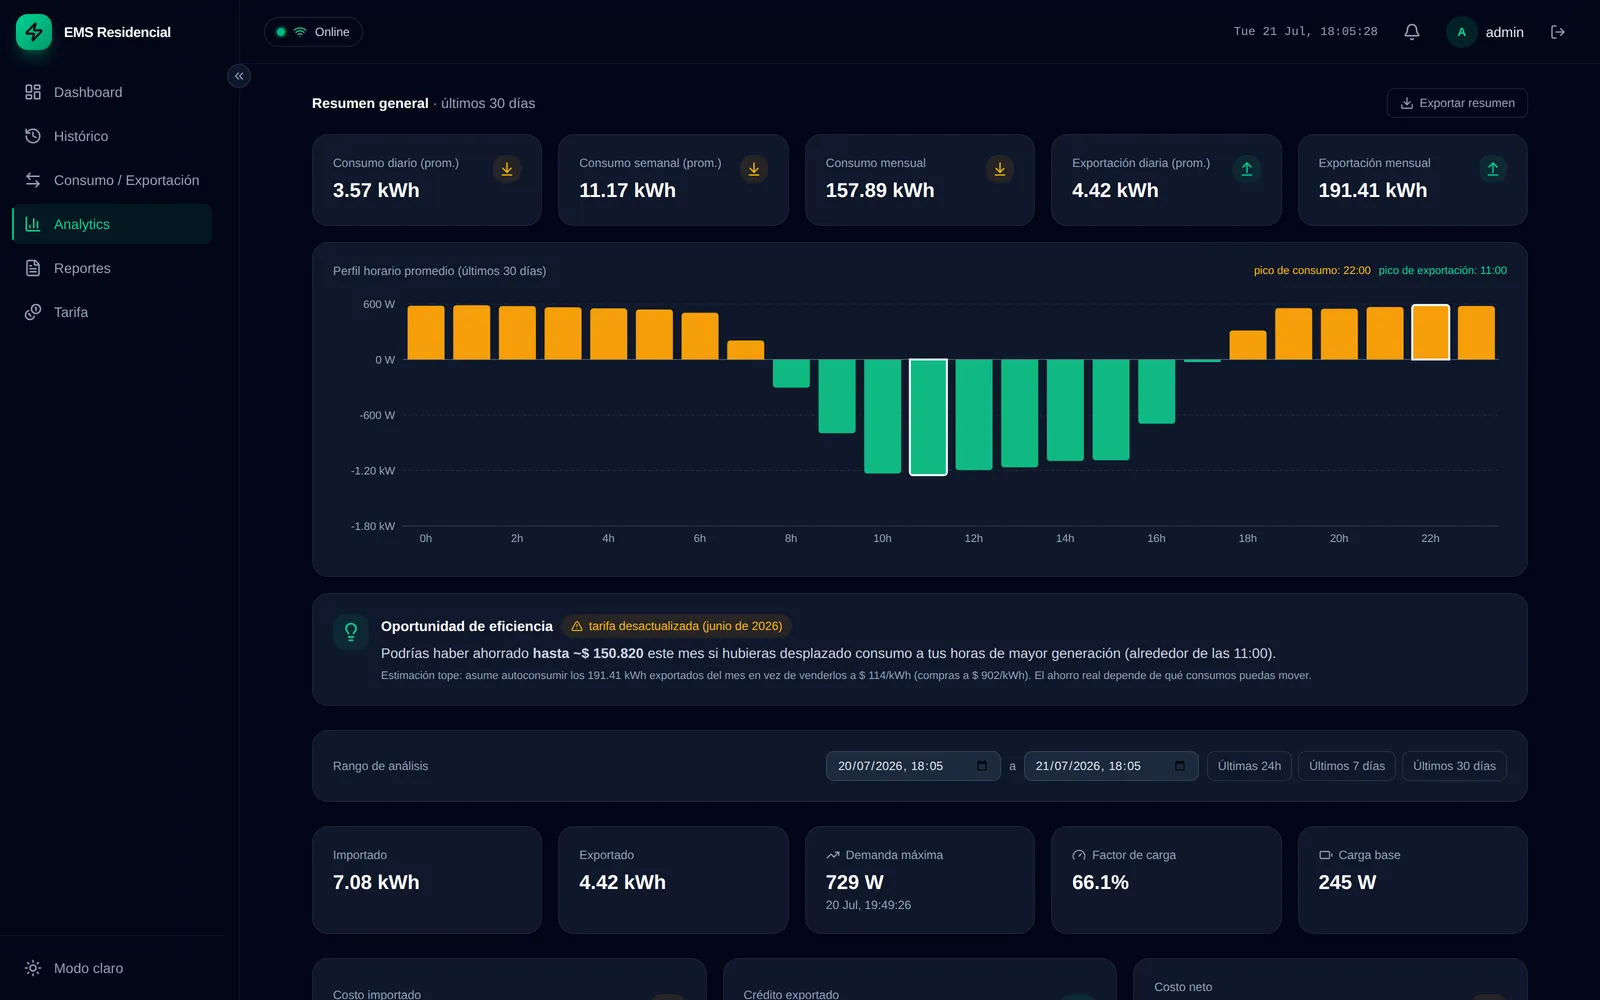 EMS Residencial
Online
Tue 21 Jul, 18:05:28
A
admin
Dashboard
Histórico
Consumo / Exportación
Analytics
Reportes
Tarifa
Modo claro
Resumen general · últimos 30 días
Exportar resumen
Consumo diario (prom.)
3.57 kWh
Consumo semanal (prom.)
11.17 kWh
Consumo mensual
157.89 kWh
Exportación diaria (prom.)
4.42 kWh
Exportación mensual
191.41 kWh
Perfil horario promedio (últimos 30 días)
pico de consumo: 22:00 pico de exportación: 11:00
600 W
0 W
-600 W
-1.20 kW
-1.80 kW
0h 2h 4h 6h 8h 10h 12h 14h 16h 18h 20h 22h
Oportunidad de eficiencia
tarifa desactualizada (junio de 2026)
Podrías haber ahorrado hasta ~$ 150.820 este mes si hubieras desplazado consumo a tus horas de mayor generación (alrededor de las 11:00).
Estimación tope: asume autoconsumir los 191.41 kWh exportados del mes en vez de venderlos a $ 114/kWh (compras a $ 902/kWh). El ahorro real depende de qué consumos puedas mover.
Rango de análisis
20/07/2026, 18:05 a 21/07/2026, 18:05
Últimas 24h
Últimos 7 días
Últimos 30 días
Importado
7.08 kWh
Exportado
4.42 kWh
Demanda máxima
729 W
20 Jul, 19:49:26
Factor de carga
66.1%
Carga base
245 W
Costo importado
Crédito exportado
Costo neto